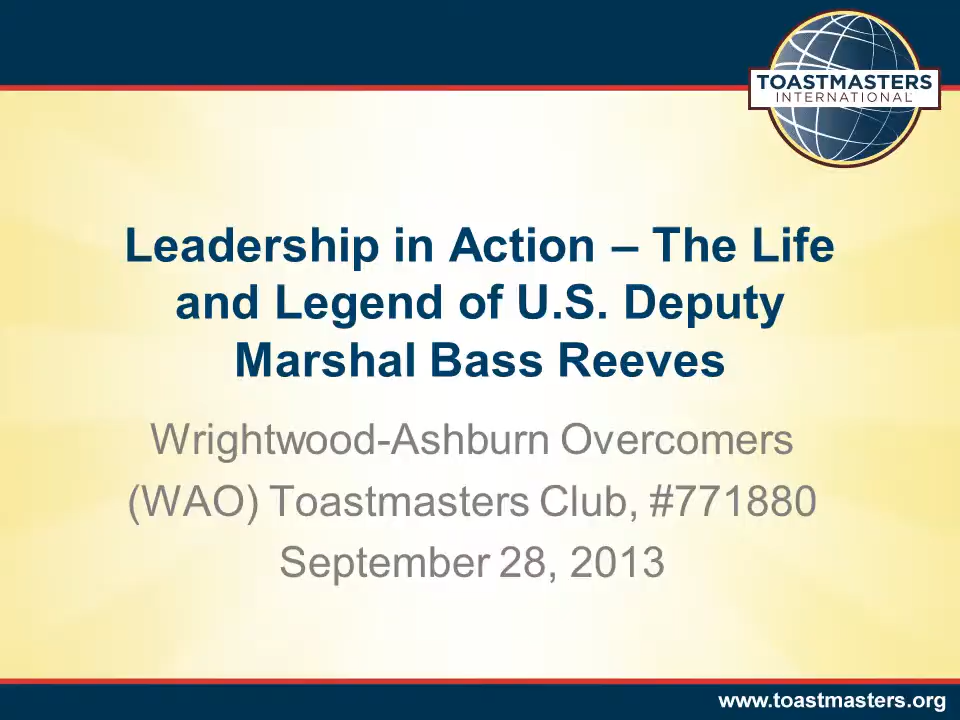 TOASTMASTERS
INTERNATIONAL
Leadership in Action – The Life
and Legend of U.S. Deputy
Marshal Bass Reeves
Wrightwood-Ashburn Overcomers
(WAO) Toastmasters Club, #771880
September 28, 2013
www.toastmasters.org